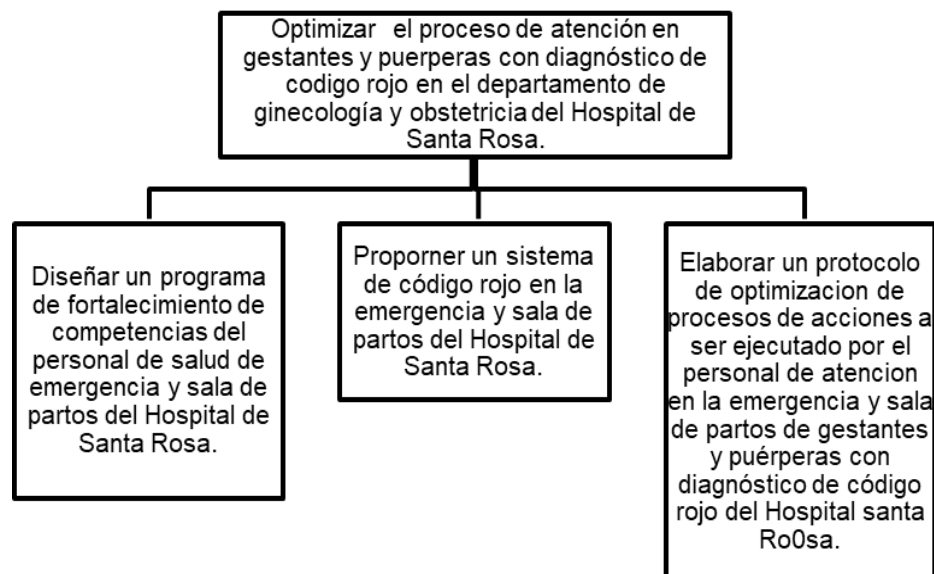 Optimizar el proceso de atención en
gestantes y puerperas con diagnóstico de
codigo rojo en el departamento de
ginecología y obstetricia del Hospital de
Santa Rosa.
Diseñar un programa
de fortalecimiento de
competencias del
personal de salud de
emergencia y sala de
partos del Hospital de
Santa Rosa.
Proporner un sistema
de código rojo en la
emergencia y sala de
partos del Hospital de
Santa Rosa.
Elaborar un protocolo
de optimizacion de
procesos de acciones a
ser ejecutado por el
personal de atencion
en la emergencia y sala
de partos de gestantes
y puérperas con
diagnóstico de código
rojo del Hospital santa
Ro0sa.